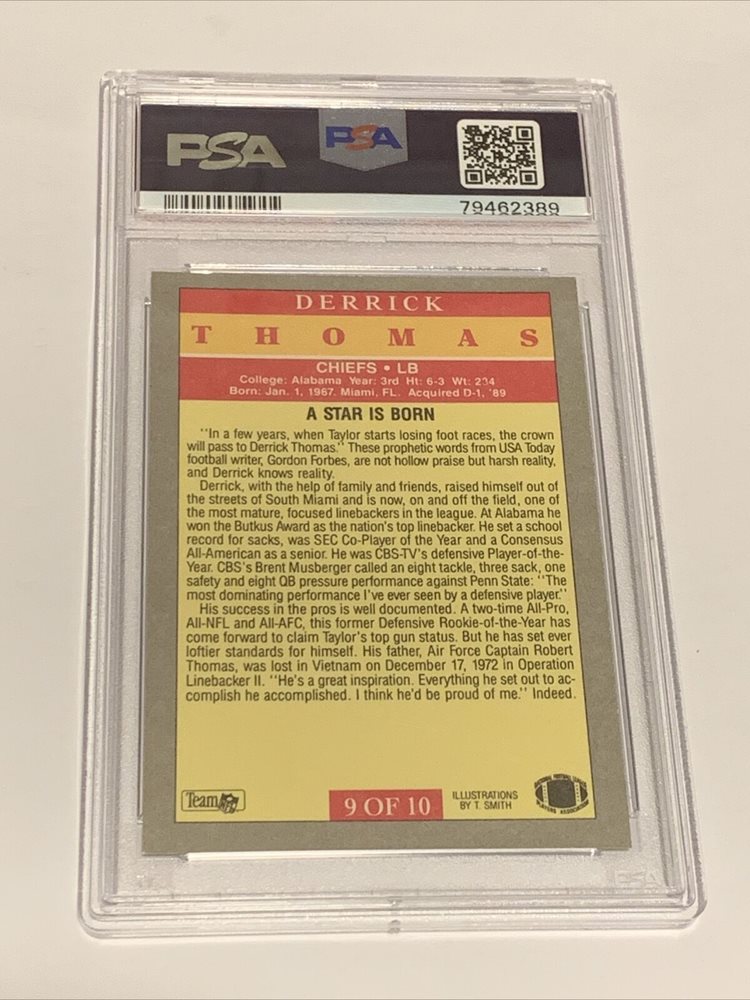 PSA
PSA
79462389
DERRICK
THOMAS
CHIEFS • LB
College: Alabama Year: 3rd Ht: 6-3 Wt: 234
Born: Jan. 1, 1967, Miami, FL. Acquired D-1, '89
A STAR IS BORN
"In a few years, when Taylor starts losing foot races, the crown
will pass to Derrick Thomas." These prophetic words from USA Today
football writer, Gordon Forbes, are not hollow praise but harsh reality,
and Derrick knows reality.
Derrick, with the help of family and friends, raised himself out of
the streets of South Miami and is now, on and off the field, one of
the most mature, focused linebackers in the league. At Alabama he
won the Butkus Award as the nation's top linebacker. He set a school
record for sacks, was SEC Co-Player of the Year and a Consensus
All-American as a senior. He was CBS-TV's defensive Player-of-the-
Year. CBS's Brent Musberger called an eight tackle, three sack, one
safety and eight QB pressure performance against Penn State: "The
most dominating performance I've ever seen by a defensive player."
His success in the pros is well documented. A two-time All-Pro,
All-NFL and All-AFC, this former Defensive Rookie-of-the-Year has
come forward to claim Taylor's top gun status. But he has set ever
loftier standards for himself. His father, Air Force Captain Robert
Thomas, was lost in Vietnam on December 17, 1972 in Operation
Linebacker II. "He's a great inspiration. Everything he set out to ac-
complish he accomplished. I think he'd be proud of me." Indeed.
Team NFL
9 OF 10
ILLUSTRATIONS
BY T. SMITH
NATIONAL FOOTBALL LEAGUE
PLAYERS ASSOCIATION